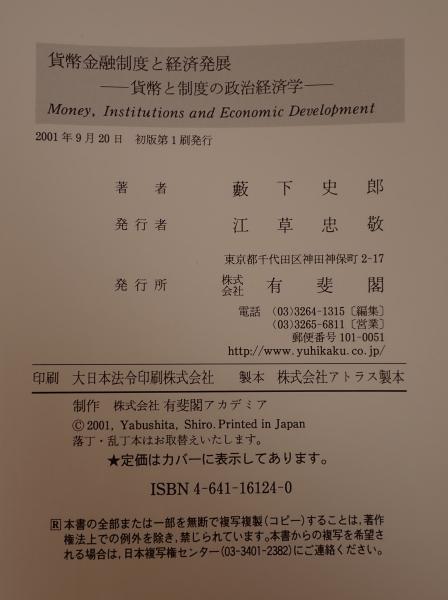 貨幣金融制度と経済発展
――貨幣と制度の政治経済学――
Money, Institutions and Economic Development
2001年9月20日 初版第1刷発行
著者 藪下史郎
発行者 江草忠敬
東京都千代田区神田神保町2-17
発行所 株式会社 有斐閣
電話 (03)3264-1315〔編集〕
(03)3265-6811〔営業〕
郵便番号 101-0051
http://www.yuhikaku.co.jp/
印刷 大日本法令印刷株式会社 製本 株式会社アトラス製本
制作 株式会社有斐閣アカデミア
© 2001, Yabushita, Shiro. Printed in Japan
落丁・乱丁本はお取替えいたします。
★定価はカバーに表示してあります。
ISBN 4-641-16124-0
R 本書の全部または一部を無断で複写複製(コピー)することは、著作
権法上での例外を除き、禁じられています。本書からの複写を希望さ
れる場合は、日本複写権センター(03-3401-2382)にご連絡ください。